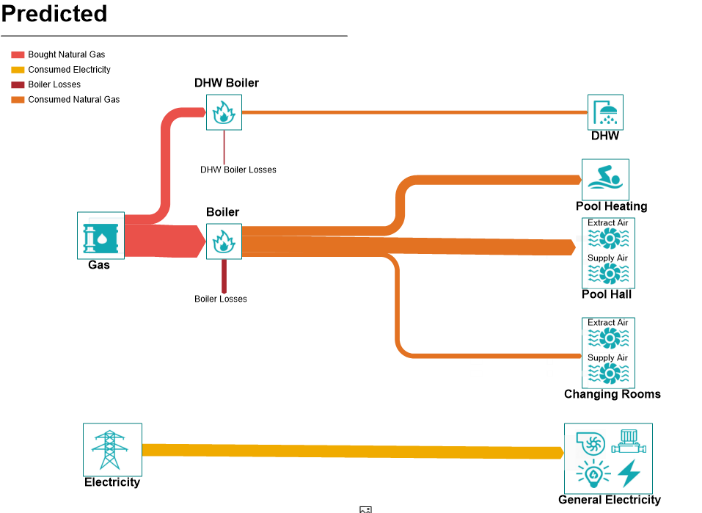 Predicted
Bought Natural Gas
Consumed Electricity
Boiler Losses
Consumed Natural Gas
DHW Boiler
DHW
DHW Boiler Losses
Pool Heating
Boiler
Extract Air
Supply Air
Gas
Pool Hall
Boiler Losses
Extract Air
Supply Air
Changing Rooms
Electricity
General Electricity